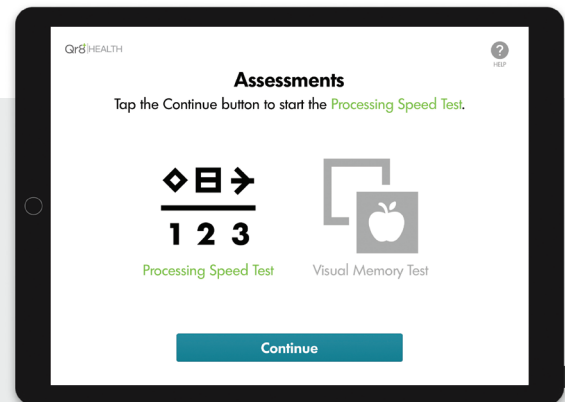 Qr8 HEALTH
?
HELP
Assessments
Tap the Continue button to start the Processing Speed Test.
1 2 3
Processing Speed Test
Visual Memory Test
Continue